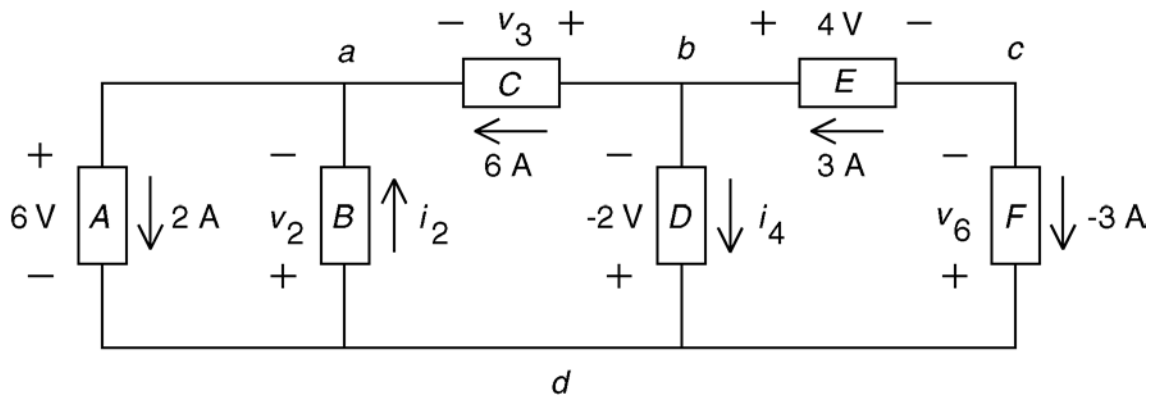 − v3 + + 4 V −
a b c
C E
6 A 3 A
+ − − −
6 V A 2 A v2 B i2 -2 V D i4 v6 F -3 A
− + + +
d